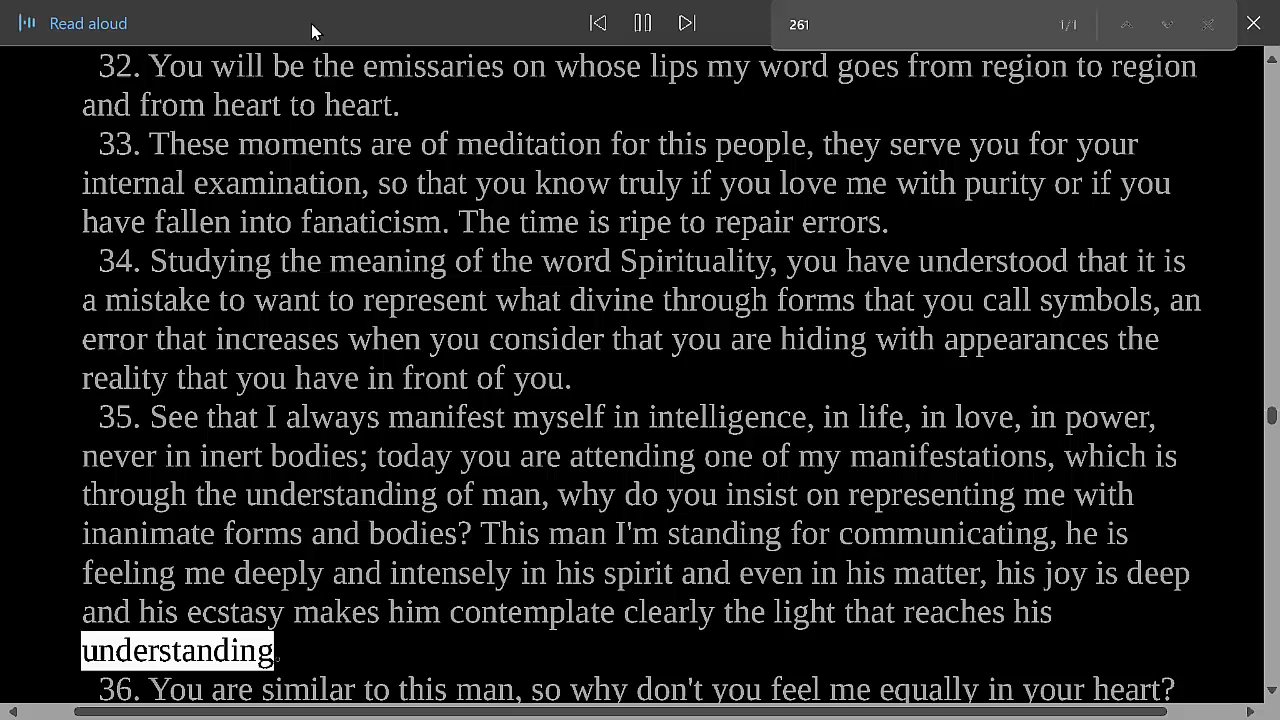 Read aloud
261
1/1
32. You will be the emissaries on whose lips my word goes from region to region
and from heart to heart.
33. These moments are of meditation for this people, they serve you for your
internal examination, so that you know truly if you love me with purity or if you
have fallen into fanaticism. The time is ripe to repair errors.
34. Studying the meaning of the word Spirituality, you have understood that it is
a mistake to want to represent what divine through forms that you call symbols, an
error that increases when you consider that you are hiding with appearances the
reality that you have in front of you.
35. See that I always manifest myself in intelligence, in life, in love, in power,
never in inert bodies; today you are attending one of my manifestations, which is
through the understanding of man, why do you insist on representing me with
inanimate forms and bodies? This man I'm standing for communicating, he is
feeling me deeply and intensely in his spirit and even in his matter, his joy is deep
and his ecstasy makes him contemplate clearly the light that reaches his
understanding.
36. You are similar to this man, so why don't you feel me equally in your heart?